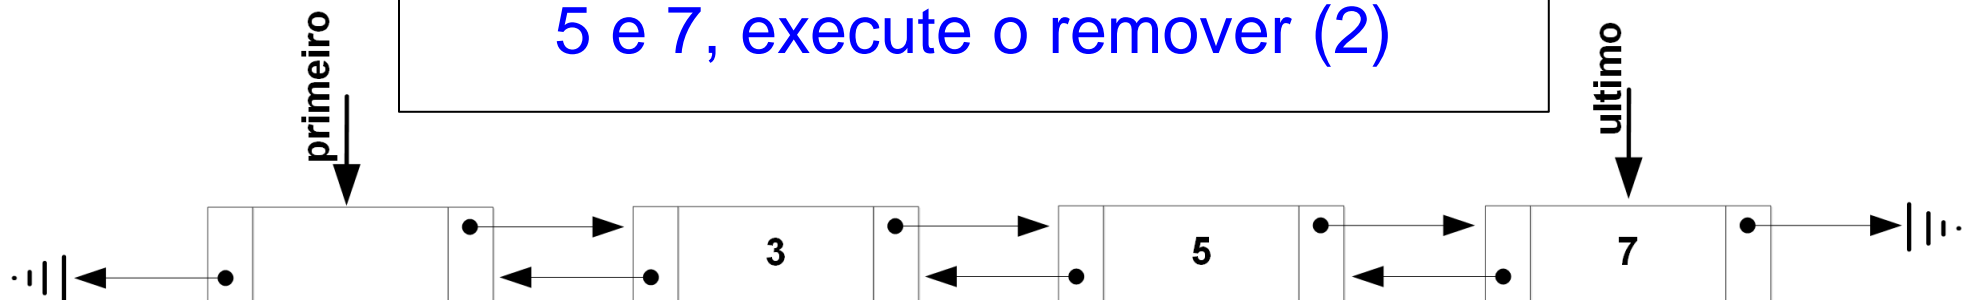 5 e 7, execute o remover (2)
primeiro
ultimo
3
5
7